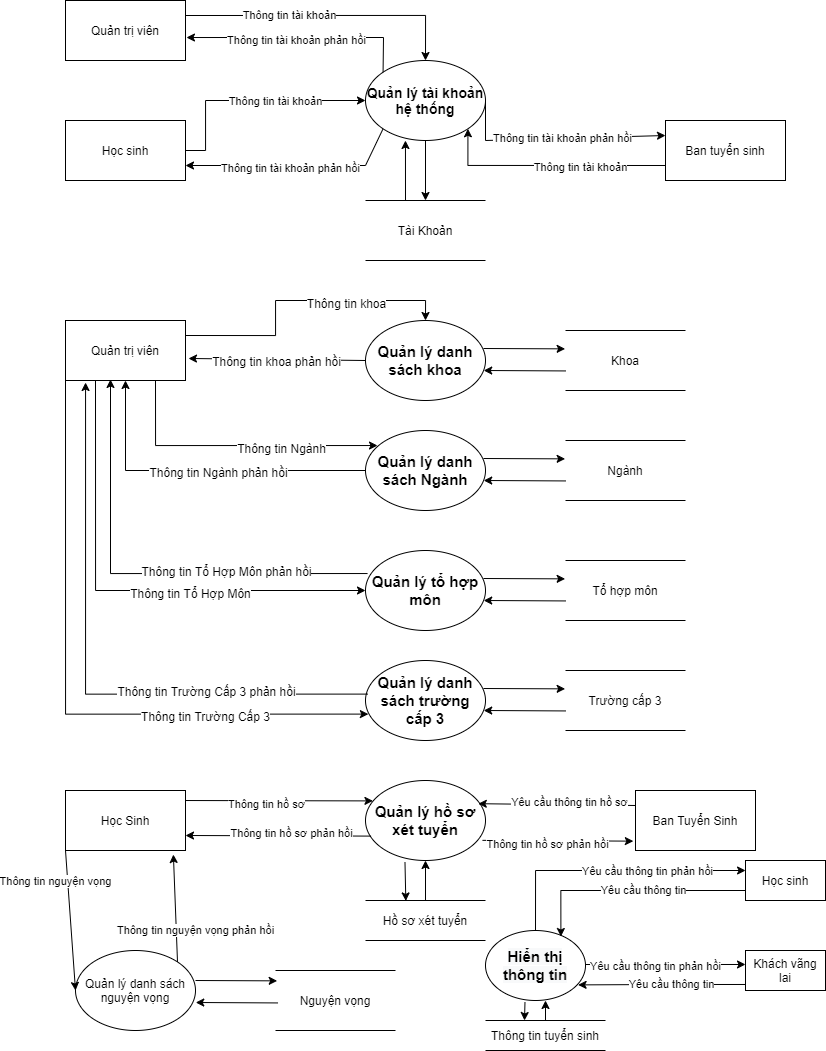 Quản trị viên
Thông tin tài khoản
Thông tin tài khoản phản hồi
Quản lý tài khoản
hệ thống
Thông tin tài khoản
Học sinh
Thông tin tài khoản phản hồi
Thông tin tài khoản phản hồi
Thông tin tài khoản
Ban tuyển sinh
Tài Khoản
Thông tin khoa
Quản trị viên
Thông tin khoa phản hồi
Quản lý danh
sách khoa
Khoa
Thông tin Ngành
Thông tin Ngành phản hồi
Quản lý danh
sách Ngành
Ngành
Thông tin Tổ Hợp Môn phản hồi
Thông tin Tổ Hợp Môn
Quản lý tổ hợp
môn
Tổ hợp môn
Thông tin Trường Cấp 3 phản hồi
Thông tin Trường Cấp 3
Quản lý danh
sách trường
cấp 3
Trường cấp 3
Học Sinh
Thông tin hồ sơ
Thông tin hồ sơ phản hồi
Quản lý hồ sơ
xét tuyển
Yêu cầu thông tin hồ sơ
Thông tin hồ sơ phản hồi
Ban Tuyển Sinh
Thông tin nguyện vọng
Thông tin nguyện vọng phản hồi
Hồ sơ xét tuyển
Yêu cầu thông tin phản hồi
Yêu cầu thông tin
Học sinh
Quản lý danh sách
nguyện vọng
Nguyện vọng
Hiển thị
thông tin
Yêu cầu thông tin phản hồi
Yêu cầu thông tin
Khách vãng
lai
Thông tin tuyển sinh